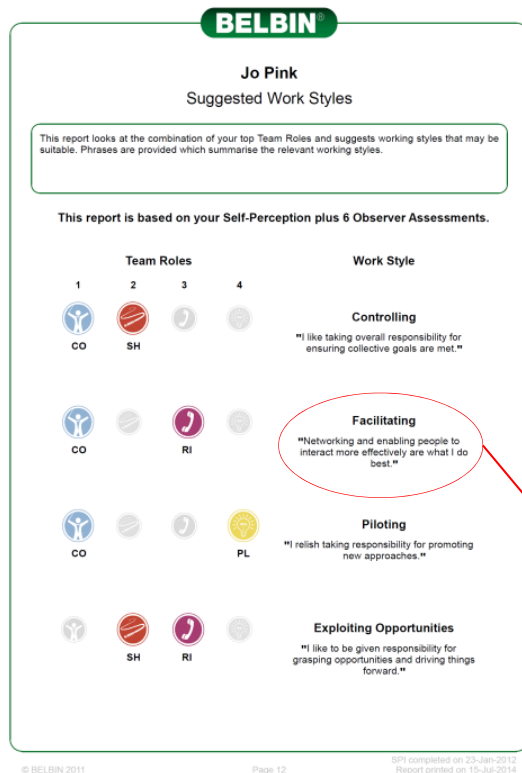 BELBIN®
Jo Pink
Suggested Work Styles
This report looks at the combination of your top Team Roles and suggests working styles that may be
suitable. Phrases are provided which summarise the relevant working styles.
This report is based on your Self-Perception plus 6 Observer Assessments.
Team Roles
Work Style
1 2 3 4
CO SH
Controlling
"I like taking overall responsibility for
ensuring collective goals are met."
CO RI
Facilitating
"Networking and enabling people to
interact more effectively are what I do
best."
CO PL
Piloting
"I relish taking responsibility for promoting
new approaches."
SH RI
Exploiting Opportunities
"I like to be given responsibility for
grasping opportunities and driving things
forward."
© BELBIN 2011
Page 12
SPI completed on 23-Jan-2012
Report printed on 15-Jul-2014